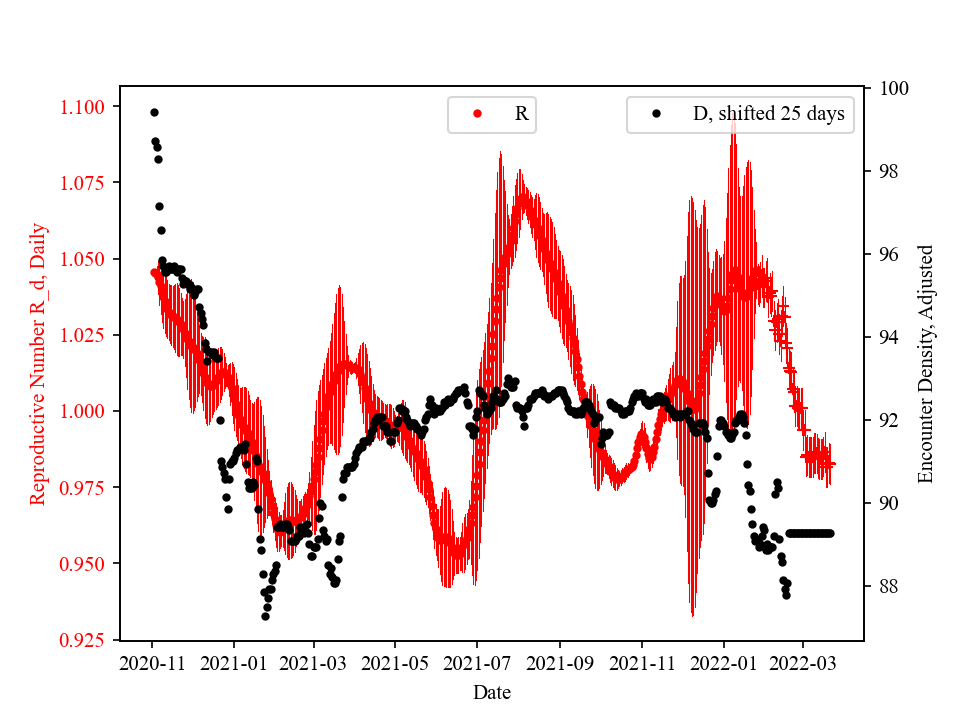 R
D, shifted 25 days
Reproductive Number R_d, Daily
1.100
1.075
1.050
1.025
1.000
0.975
0.950
0.925
100
98
96
94
92
90
88
Encounter Density, Adjusted
2020-11 2021-01 2021-03 2021-05 2021-07 2021-09 2021-11 2022-01 2022-03
Date